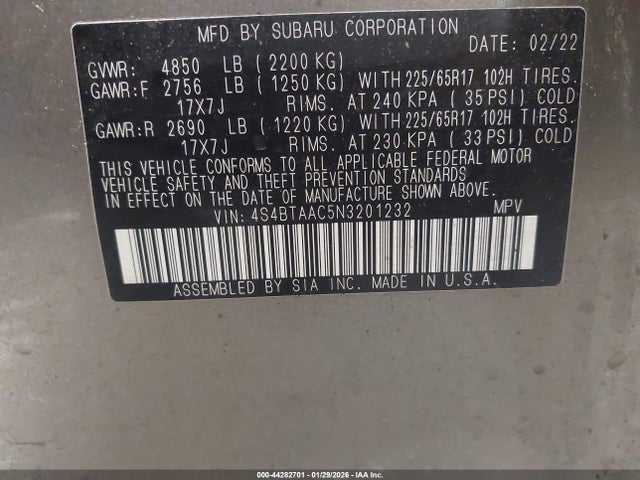 MFD BY SUBARU CORPORATION
DATE: 02/22
GVWR: 4850 LB (2200 KG)
GAWR:F 2756 LB (1250 KG) WITH 225/65R17 102H TIRES.
17X7J RIMS. AT 240 KPA (35 PSI) COLD
GAWR:R 2690 LB (1220 KG) WITH 225/65R17 102H TIRES.
17X7J RIMS. AT 230 KPA (33 PSI) COLD
THIS VEHICLE CONFORMS TO ALL APPLICABLE FEDERAL MOTOR
VEHICLE SAFETY AND THEFT PREVENTION STANDARDS
IN EFFECT ON THE DATE OF MANUFACTURE SHOWN ABOVE.
VIN: 4S4BTAAC5N3201232 MPV
ASSEMBLED BY SIA INC. MADE IN U.S.A.
000-44282701 - 01/29/2026 - IAAI Inc.